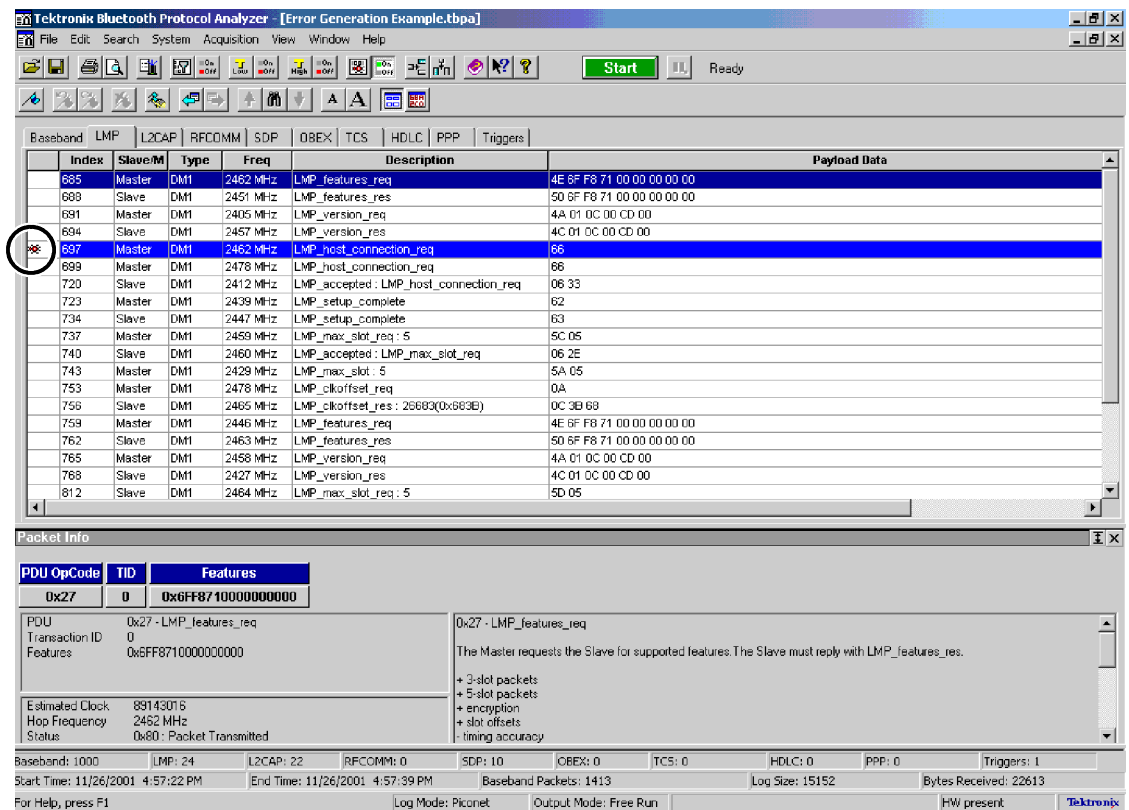 Tektronix Bluetooth Protocol Analyzer - [Error Generation Example.tbpa]
File Edit Search System Acquisition View Window Help
Start Ready
Baseband LMP L2CAP RFCOMM SDP OBEX TCS HDLC PPP Triggers
Index Slave/M Type Freq Description Payload Data
685 Master DM1 2462 MHz LMP_features_req 4E 6F F8 71 00 00 00 00 00
688 Slave DM1 2451 MHz LMP_features_res 50 6F F8 71 00 00 00 00 00
691 Master DM1 2405 MHz LMP_version_req 4A 01 0C 00 CD 00
694 Slave DM1 2457 MHz LMP_version_res 4C 01 0C 00 CD 00
697 Master DM1 2462 MHz LMP_host_connection_req 66
699 Master DM1 2478 MHz LMP_host_connection_req 66
720 Slave DM1 2412 MHz LMP_accepted : LMP_host_connection_req 06 33
723 Master DM1 2439 MHz LMP_setup_complete 62
734 Slave DM1 2447 MHz LMP_setup_complete 63
737 Master DM1 2459 MHz LMP_max_slot_req : 5 5C 05
740 Slave DM1 2460 MHz LMP_accepted : LMP_max_slot_req 06 2E
743 Master DM1 2429 MHz LMP_max_slot : 5 5A 05
753 Master DM1 2478 MHz LMP_clkoffset_req 0A
756 Slave DM1 2465 MHz LMP_clkoffset_res : 26683(0x683B) 0C 3B 68
759 Master DM1 2446 MHz LMP_features_req 4E 6F F8 71 00 00 00 00 00
762 Slave DM1 2463 MHz LMP_features_res 50 6F F8 71 00 00 00 00 00
765 Master DM1 2458 MHz LMP_version_req 4A 01 0C 00 CD 00
768 Slave DM1 2427 MHz LMP_version_res 4C 01 0C 00 CD 00
812 Slave DM1 2464 MHz LMP_max_slot_req : 5 5D 05
Packet Info
PDU OpCode TID Features
0x27 0 0x6FF8710000000000
PDU 0x27 - LMP_features_req
Transaction ID 0
Features 0x6FF8710000000000
Estimated Clock 89143016
Hop Frequency 2462 MHz
Status 0x80 : Packet Transmitted
0x27 - LMP_features_req
The Master requests the Slave for supported features.The Slave must reply with LMP_features_res.
+ 3-slot packets
+ 5-slot packets
+ encryption
+ slot offsets
- timing accuracy
Baseband: 1000 LMP: 24 L2CAP: 22 RFCOMM: 0 SDP: 10 OBEX: 0 TCS: 0 HDLC: 0 PPP: 0 Triggers: 1
Start Time: 11/26/2001 4:57:22 PM End Time: 11/26/2001 4:57:39 PM Baseband Packets: 1413 Log Size: 15152 Bytes Received: 22613
For Help, press F1 Log Mode: Piconet Output Mode: Free Run HW present Tektronix